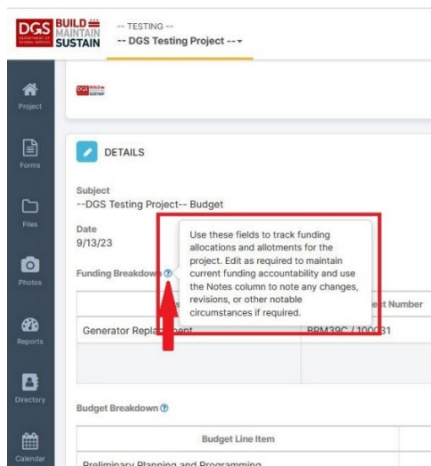 DGS BUILD
MAINTAIN
SUSTAIN
-- TESTING --
-- DGS Testing Project --
Project
Forms
Files
Photos
Reports
Directory
Calendar
DETAILS
Subject
--DGS Testing Project-- Budget
Date
9/13/23
Use these fields to track funding
allocations and allotments for the
project. Edit as required to maintain
current funding accountability and use
the Notes column to note any changes,
revisions, or other notable
circumstances if required.
Funding Breakdown
Number
Generator Replacement BRM39C / 100031
Budget Breakdown
Budget Line Item
Preliminary Planning and Programming